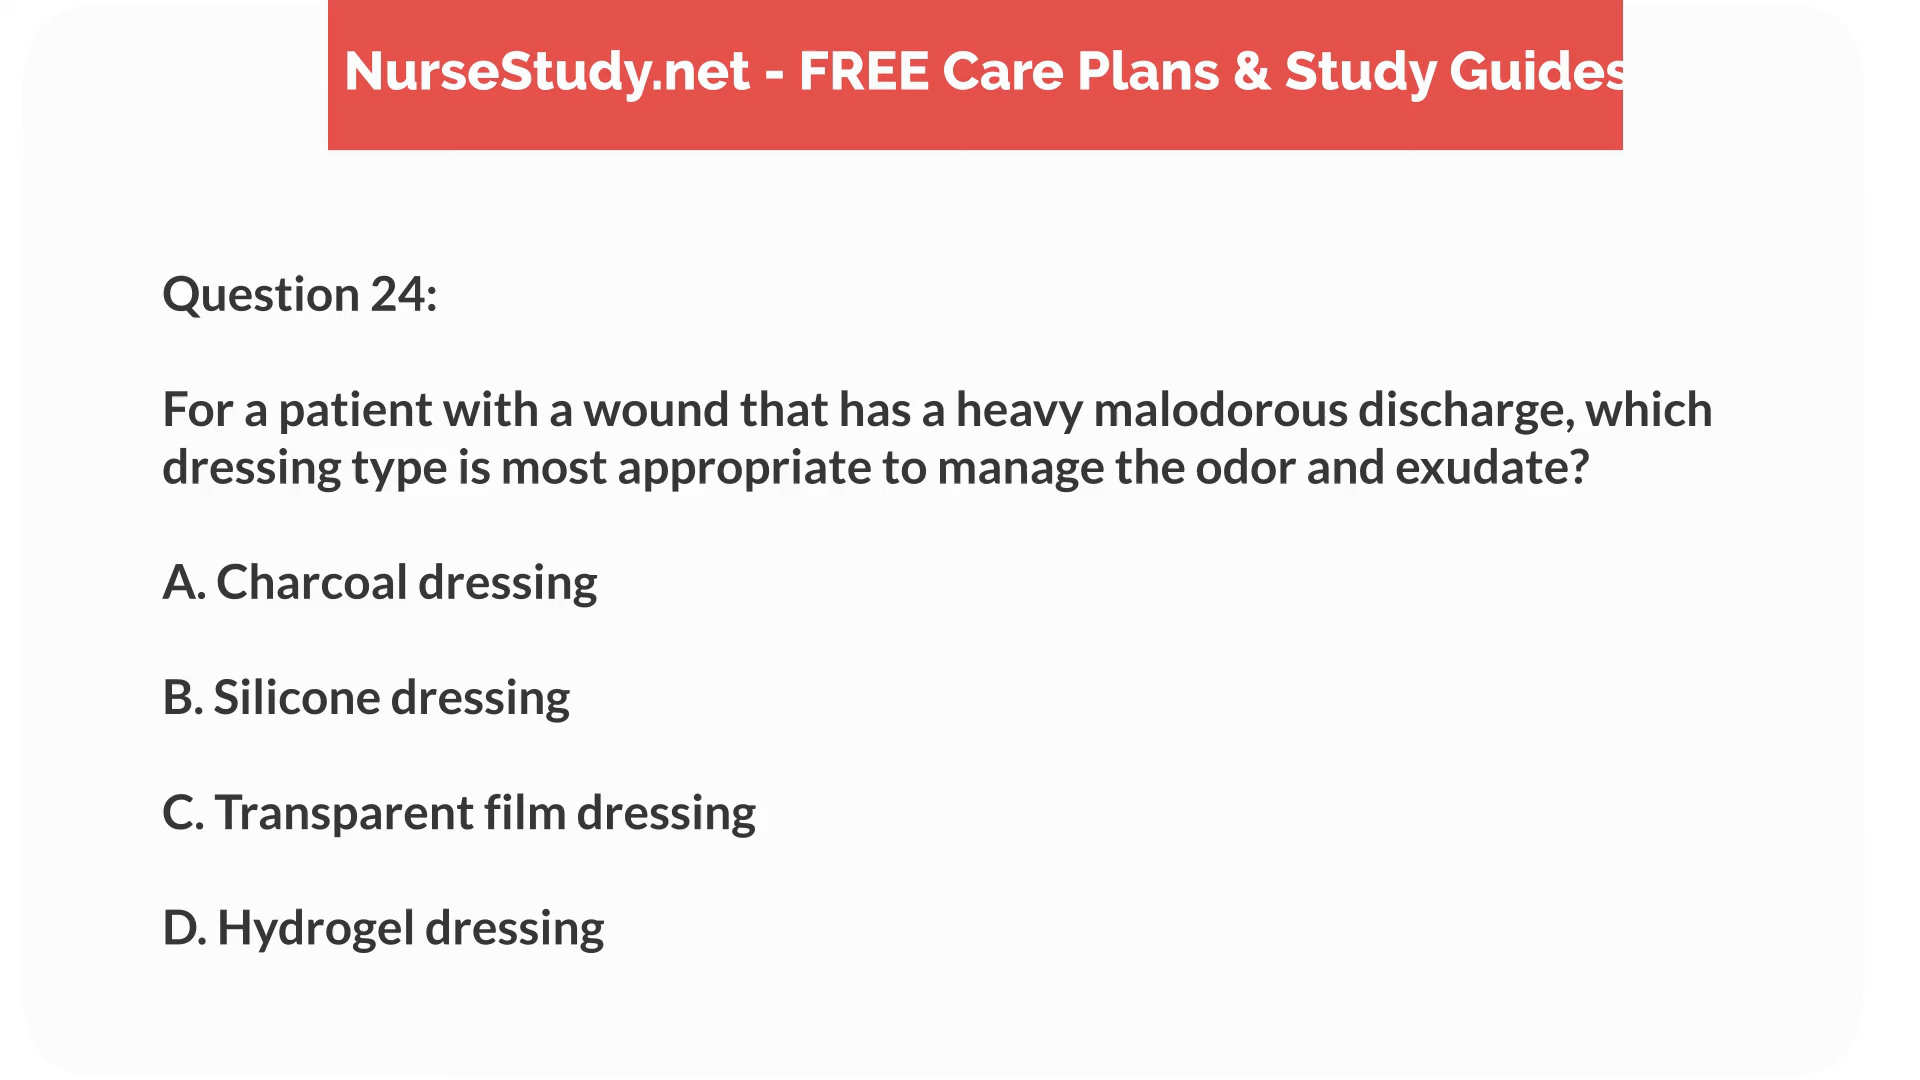 NurseStudy.net - FREE Care Plans & Study Guides
Question 24:
For a patient with a wound that has a heavy malodorous discharge, which
dressing type is most appropriate to manage the odor and exudate?
A. Charcoal dressing
B. Silicone dressing
C. Transparent film dressing
D. Hydrogel dressing